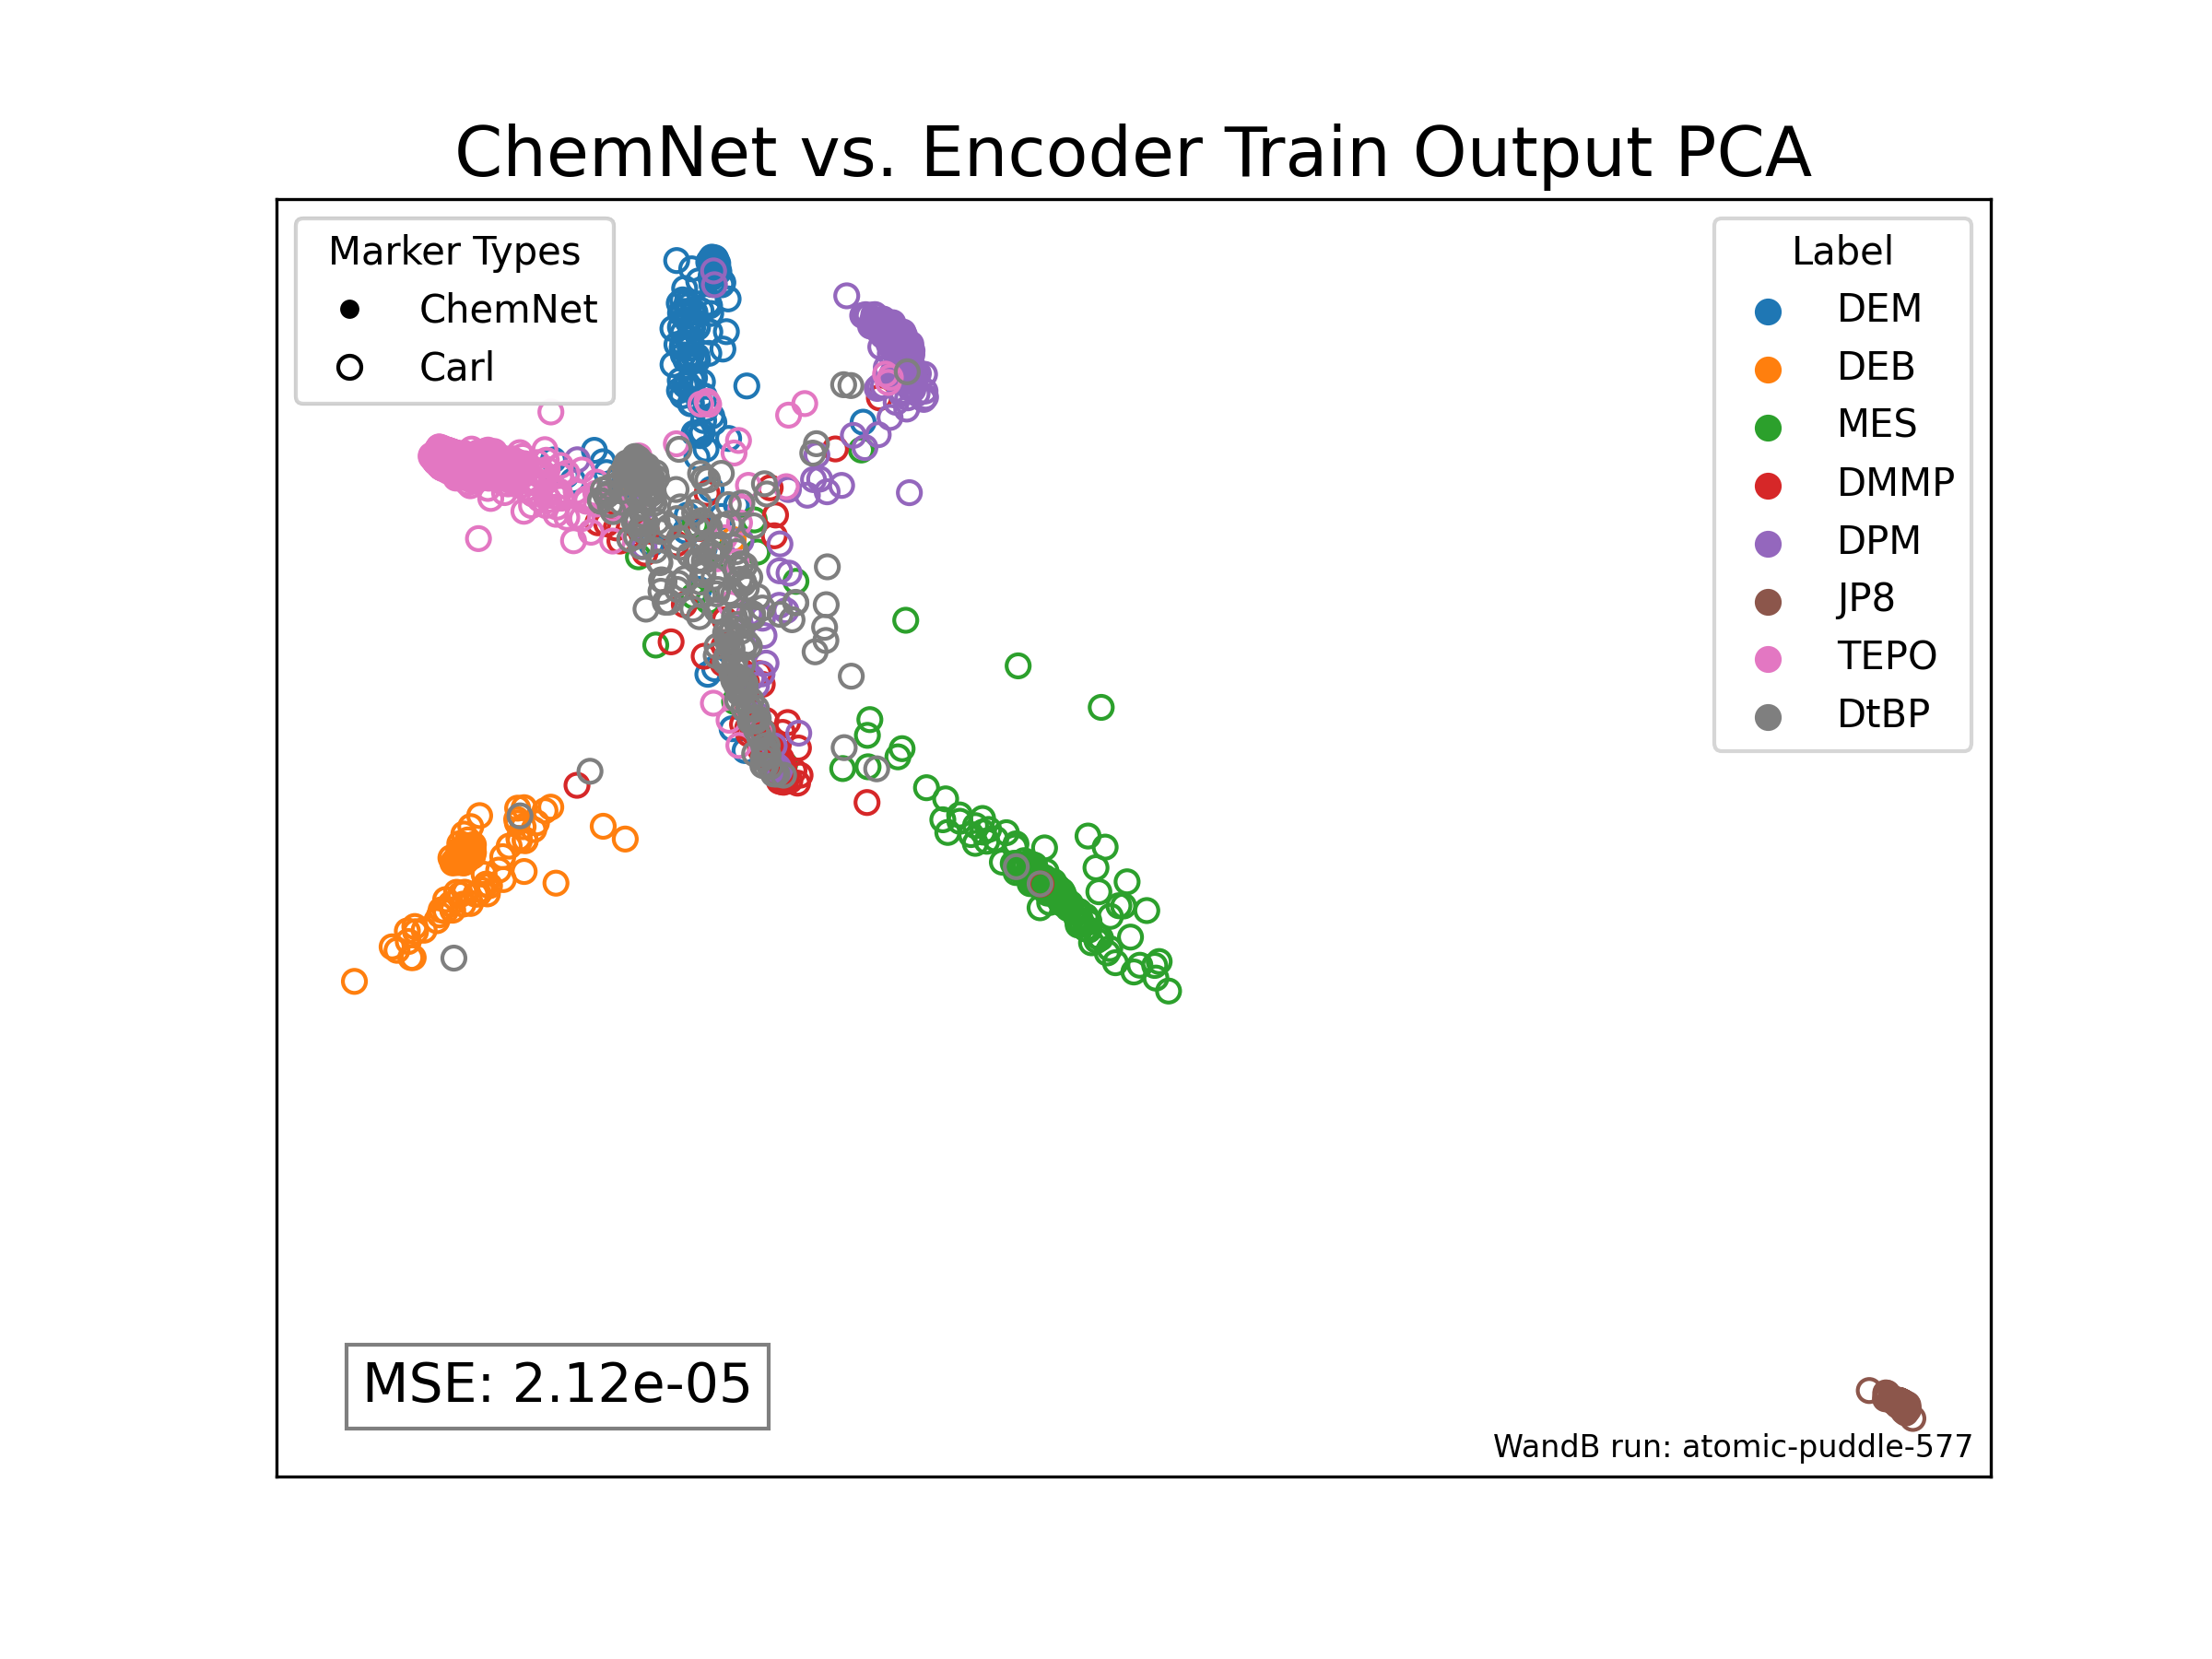 ChemNet vs. Encoder Train Output PCA
Marker Types
ChemNet
Carl
Label
DEM
DEB
MES
DMMP
DPM
JP8
TEPO
DtBP
MSE: 2.12e-05
WandB run: atomic-puddle-577